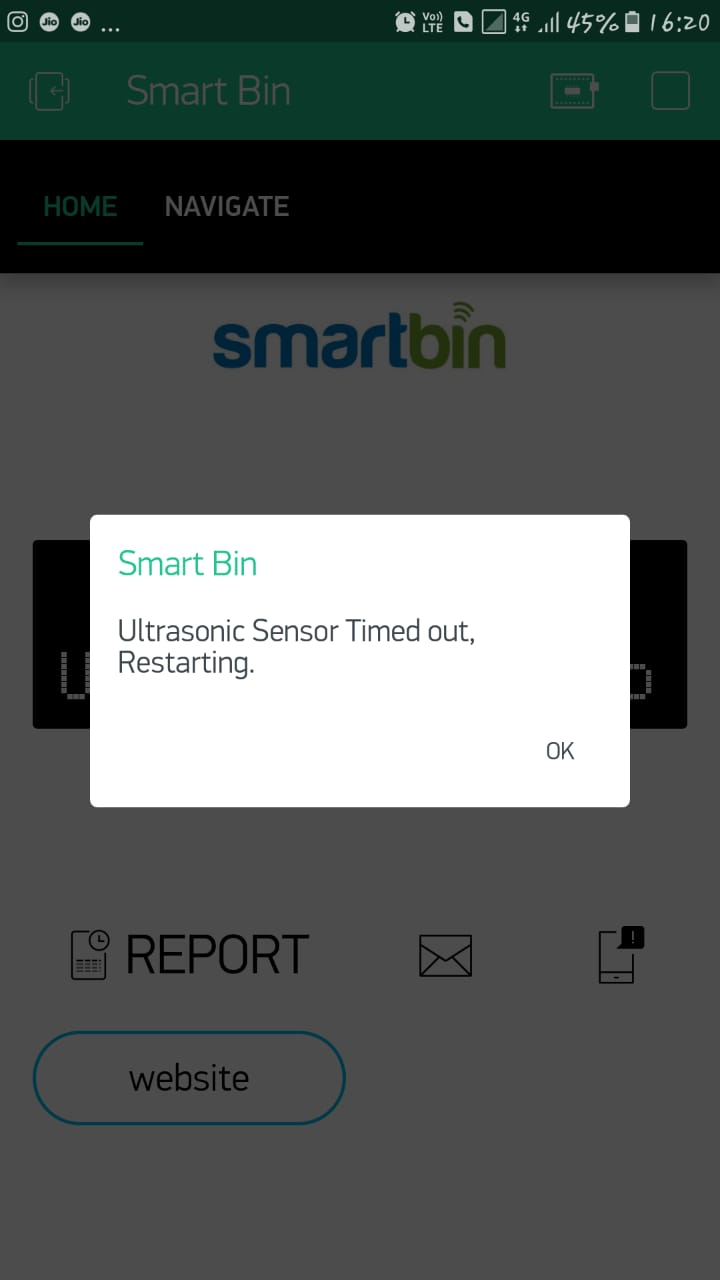 Jio Jio ... Vo)) LTE 4G 45% 16:20
Smart Bin
HOME NAVIGATE
smartbin
Smart Bin
Ultrasonic Sensor Timed out,
Restarting.
OK
REPORT
website